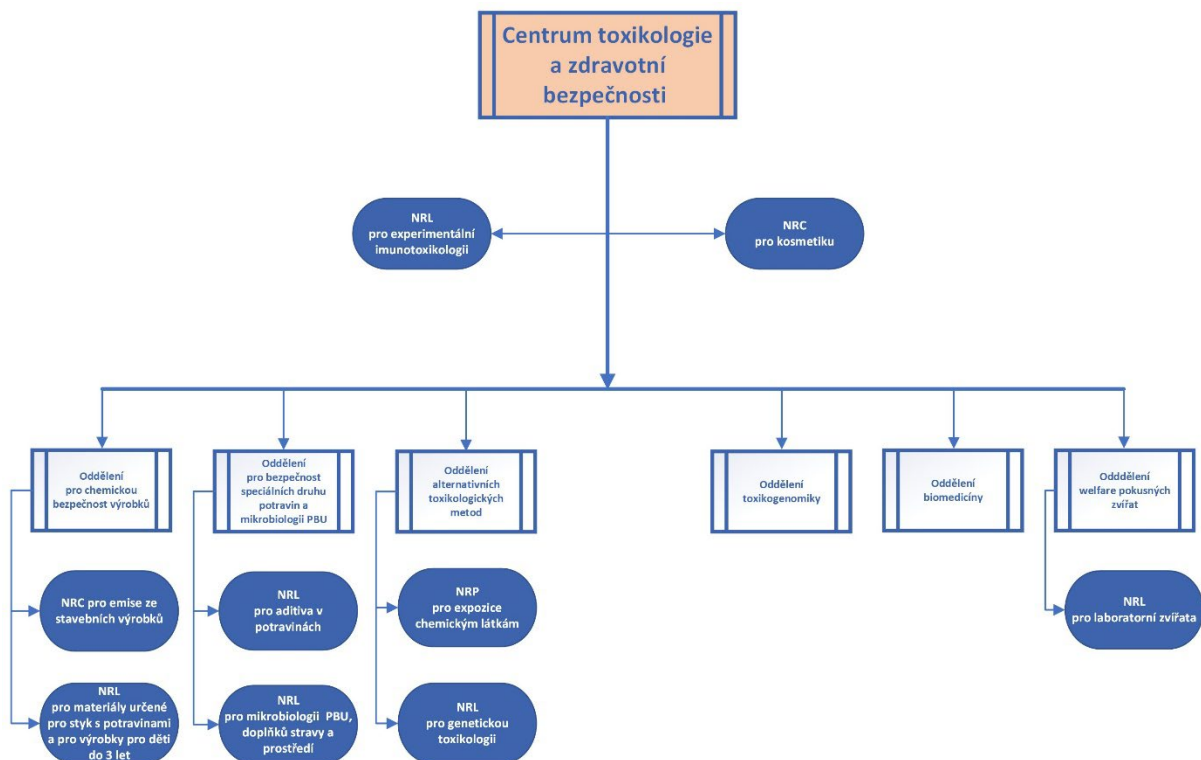 Centrum toxikologie
a zdravotní
bezpečnosti
NRL
pro experimentální
imunotoxikologii
NRC
pro kosmetiku
Oddělení
pro chemickou
bezpečnost výrobků
Oddělení
pro bezpečnost
speciálních druhu
potravin a
mikrobiologii PBU
Oddělení
alternativních
toxikologických
metod
Oddělení
toxikogenomiky
Oddělení
biomedicíny
Odddělení
welfare pokusných
zvířat
NRC pro emise ze
stavebních výrobků
NRL
pro aditiva v
potravinách
NRP
pro expozice
chemickým látkám
NRL
pro laboratorní zvířata
NRL
pro materiály určené
pro styk s potravinami
a pro výrobky pro děti
do 3 let
NRL
pro mikrobiologii PBU,
doplňků stravy a
prostředí
NRL
pro genetickou
toxikologii